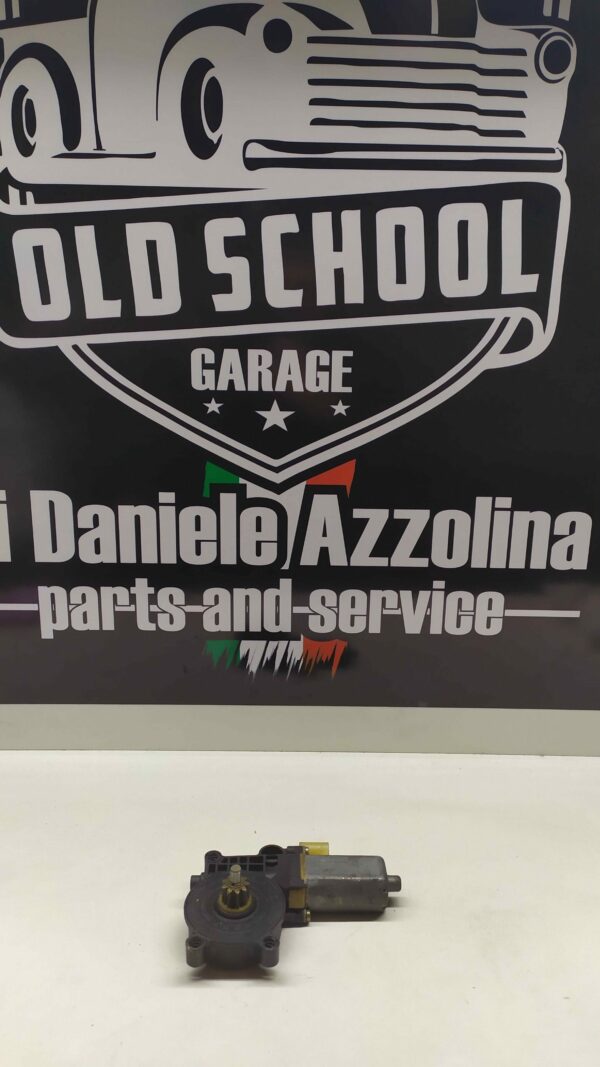 OLD SCHOOL
GARAGE
i Daniele Azzolina
parts and service